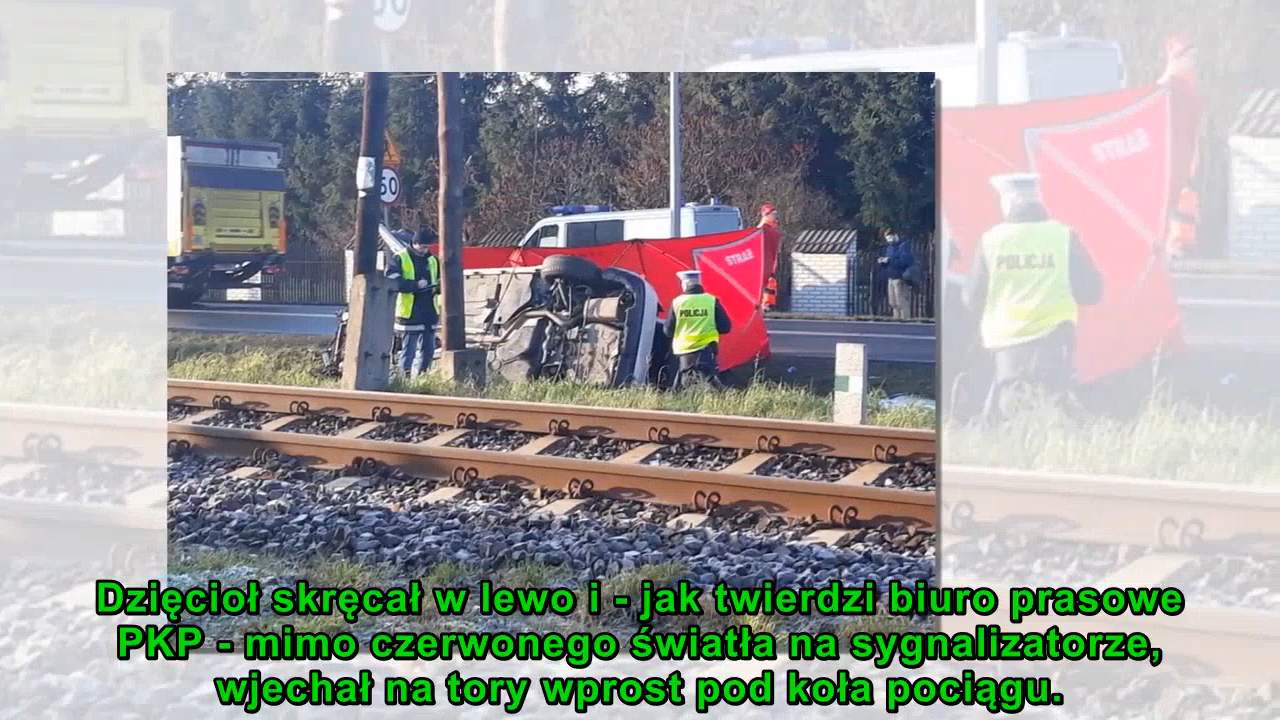 50
50
STRAŻ
STRAŻ
POLICJA
POLICJA
Dzięcioł skręcał w lewo i - jak twierdzi biuro prasowe
PKP - mimo czerwonego światła na sygnalizatorze,
wjechał na tory wprost pod koła pociągu.